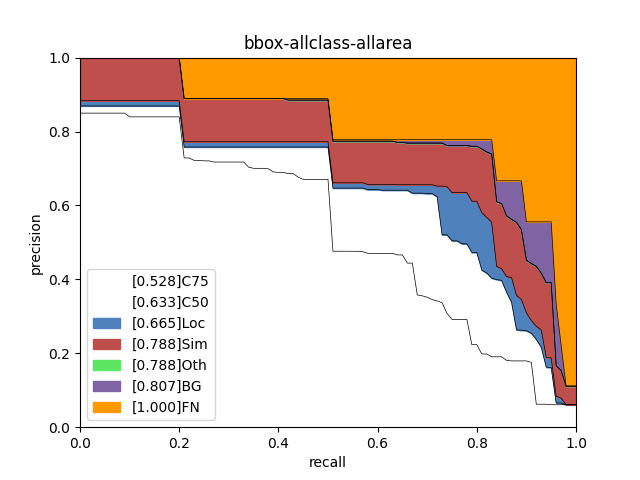 bbox-allclass-allarea
precision
1.0
0.8
0.6
0.4
0.2
0.0
[0.528]C75
[0.633]C50
[0.665]Loc
[0.788]Sim
[0.788]Oth
[0.807]BG
[1.000]FN
0.0 0.2 0.4 0.6 0.8 1.0
recall